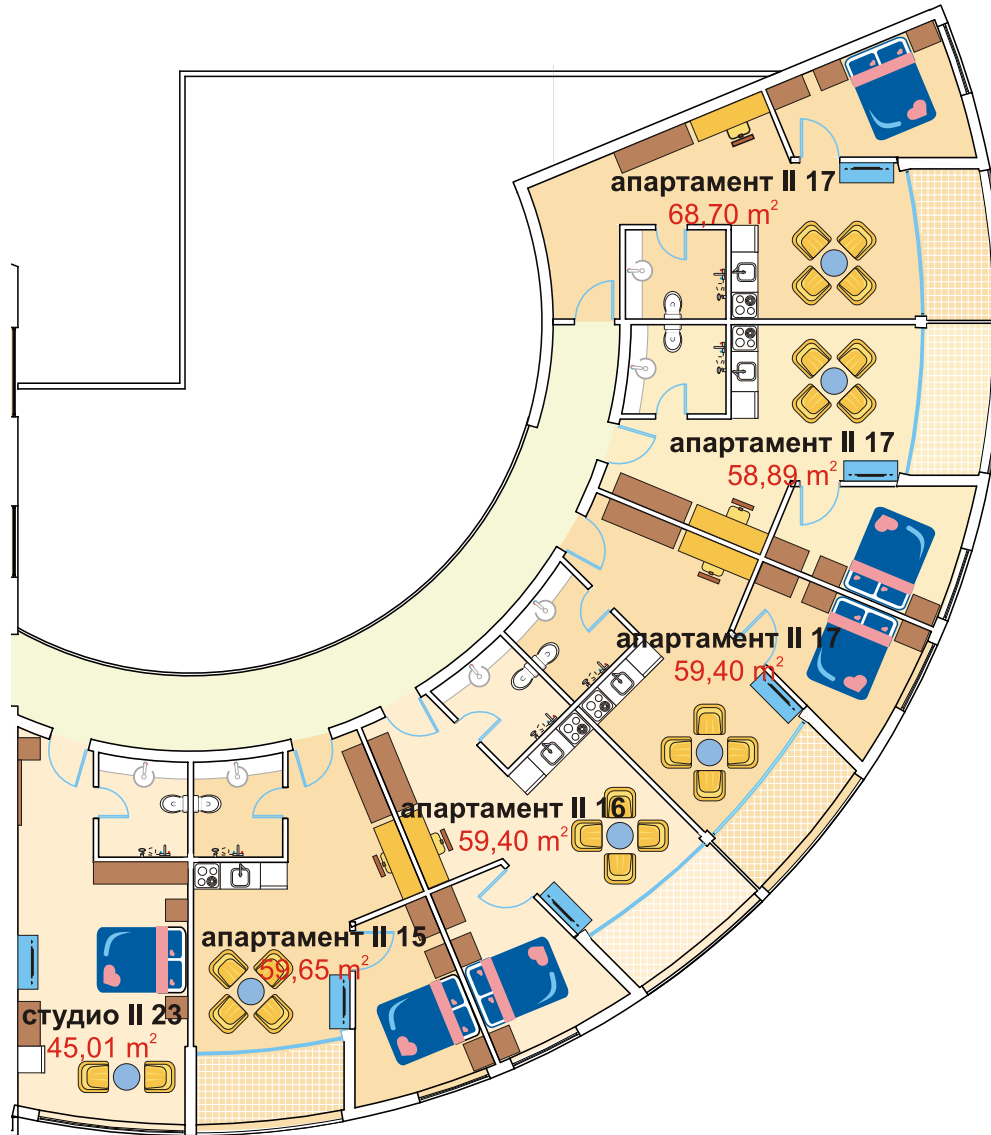 апартамент II 17
68,70 m²
апартамент II 17
58,89 m²
апартамент II 17
59,40 m²
апартамент II 16
59,40 m²
апартамент II 15
59,65 m²
студио II 23
45,01 m²